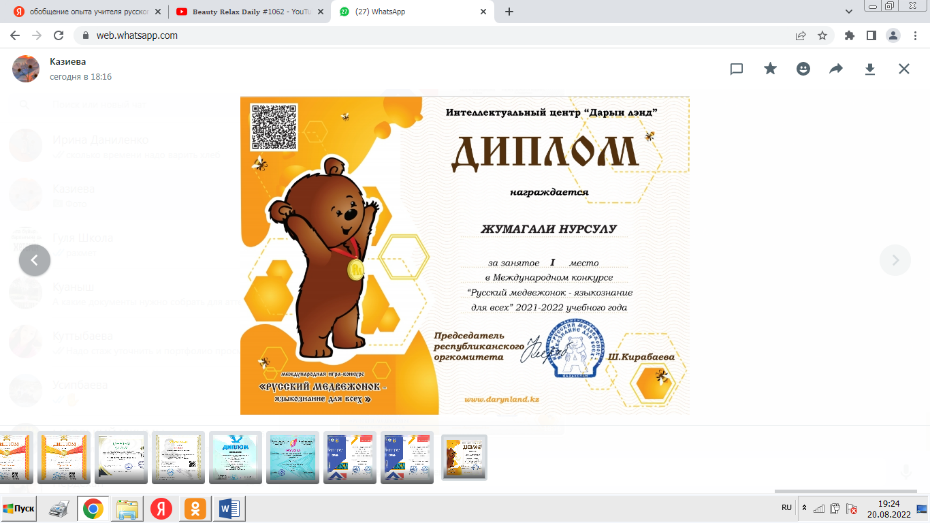 обобщение опыта учителя русско
Beauty Relax Daily #1062 - YouTu
(27) WhatsApp
web.whatsapp.com
Казиева
сегодня в 18:16
Интеллектуальный центр “Дарын лэнд”
ДИПЛОМ
награждается
ЖУМАГАЛИ НУРСУЛУ
за занятое I место
в Международном конкурсе
“Русский медвежонок - языкознание
для всех” 2021-2022 учебного года
Председатель
республиканского
оргкомитета
Ш.Кирабаева
международная игра-конкурс
«РУССКИЙ МЕДВЕЖОНОК -
ЯЗЫКОЗНАНИЕ ДЛЯ ВСЕХ»
www.darynland.kz
Пуск
RU
19:24
20.08.2022